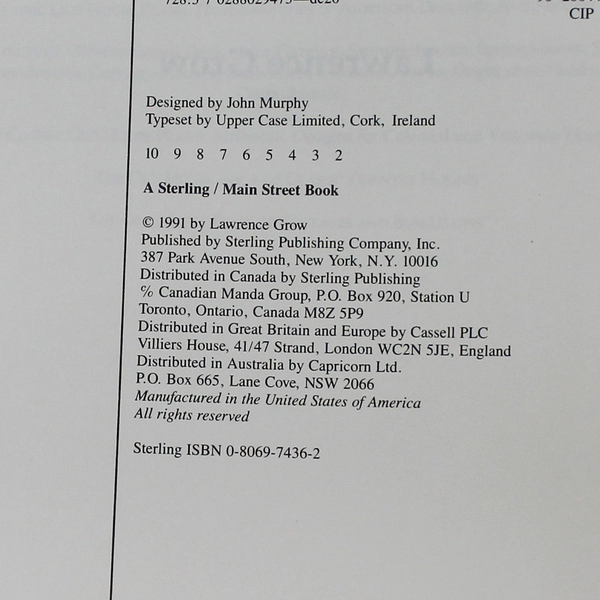 CIP
Designed by John Murphy
Typeset by Upper Case Limited, Cork, Ireland
10 9 8 7 6 5 4 3 2
A Sterling / Main Street Book
© 1991 by Lawrence Grow
Published by Sterling Publishing Company, Inc.
387 Park Avenue South, New York, N.Y. 10016
Distributed in Canada by Sterling Publishing
℅ Canadian Manda Group, P.O. Box 920, Station U
Toronto, Ontario, Canada M8Z 5P9
Distributed in Great Britain and Europe by Cassell PLC
Villiers House, 41/47 Strand, London WC2N 5JE, England
Distributed in Australia by Capricorn Ltd.
P.O. Box 665, Lane Cove, NSW 2066
Manufactured in the United States of America
All rights reserved
Sterling ISBN 0-8069-7436-2